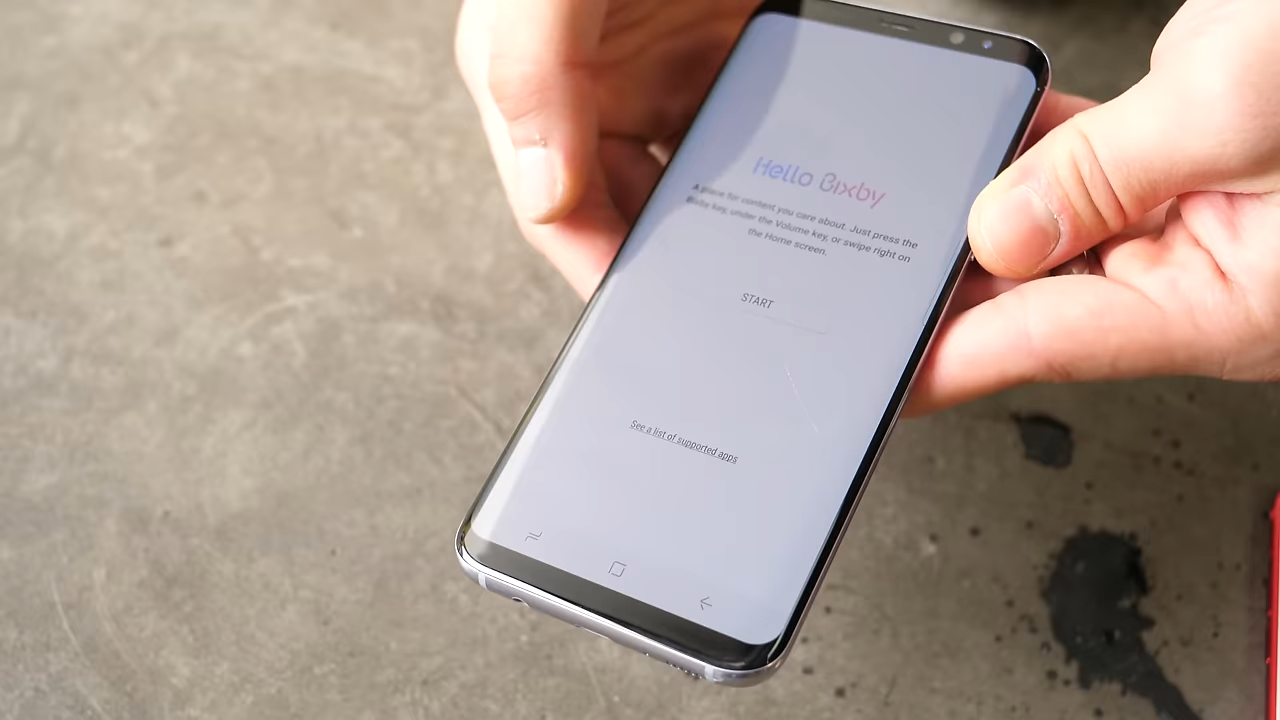 Hello Bixby
A place for content you care about. Just press the
Bixby key, under the Volume key, or swipe right on
the Home screen.
START
See a list of supported apps